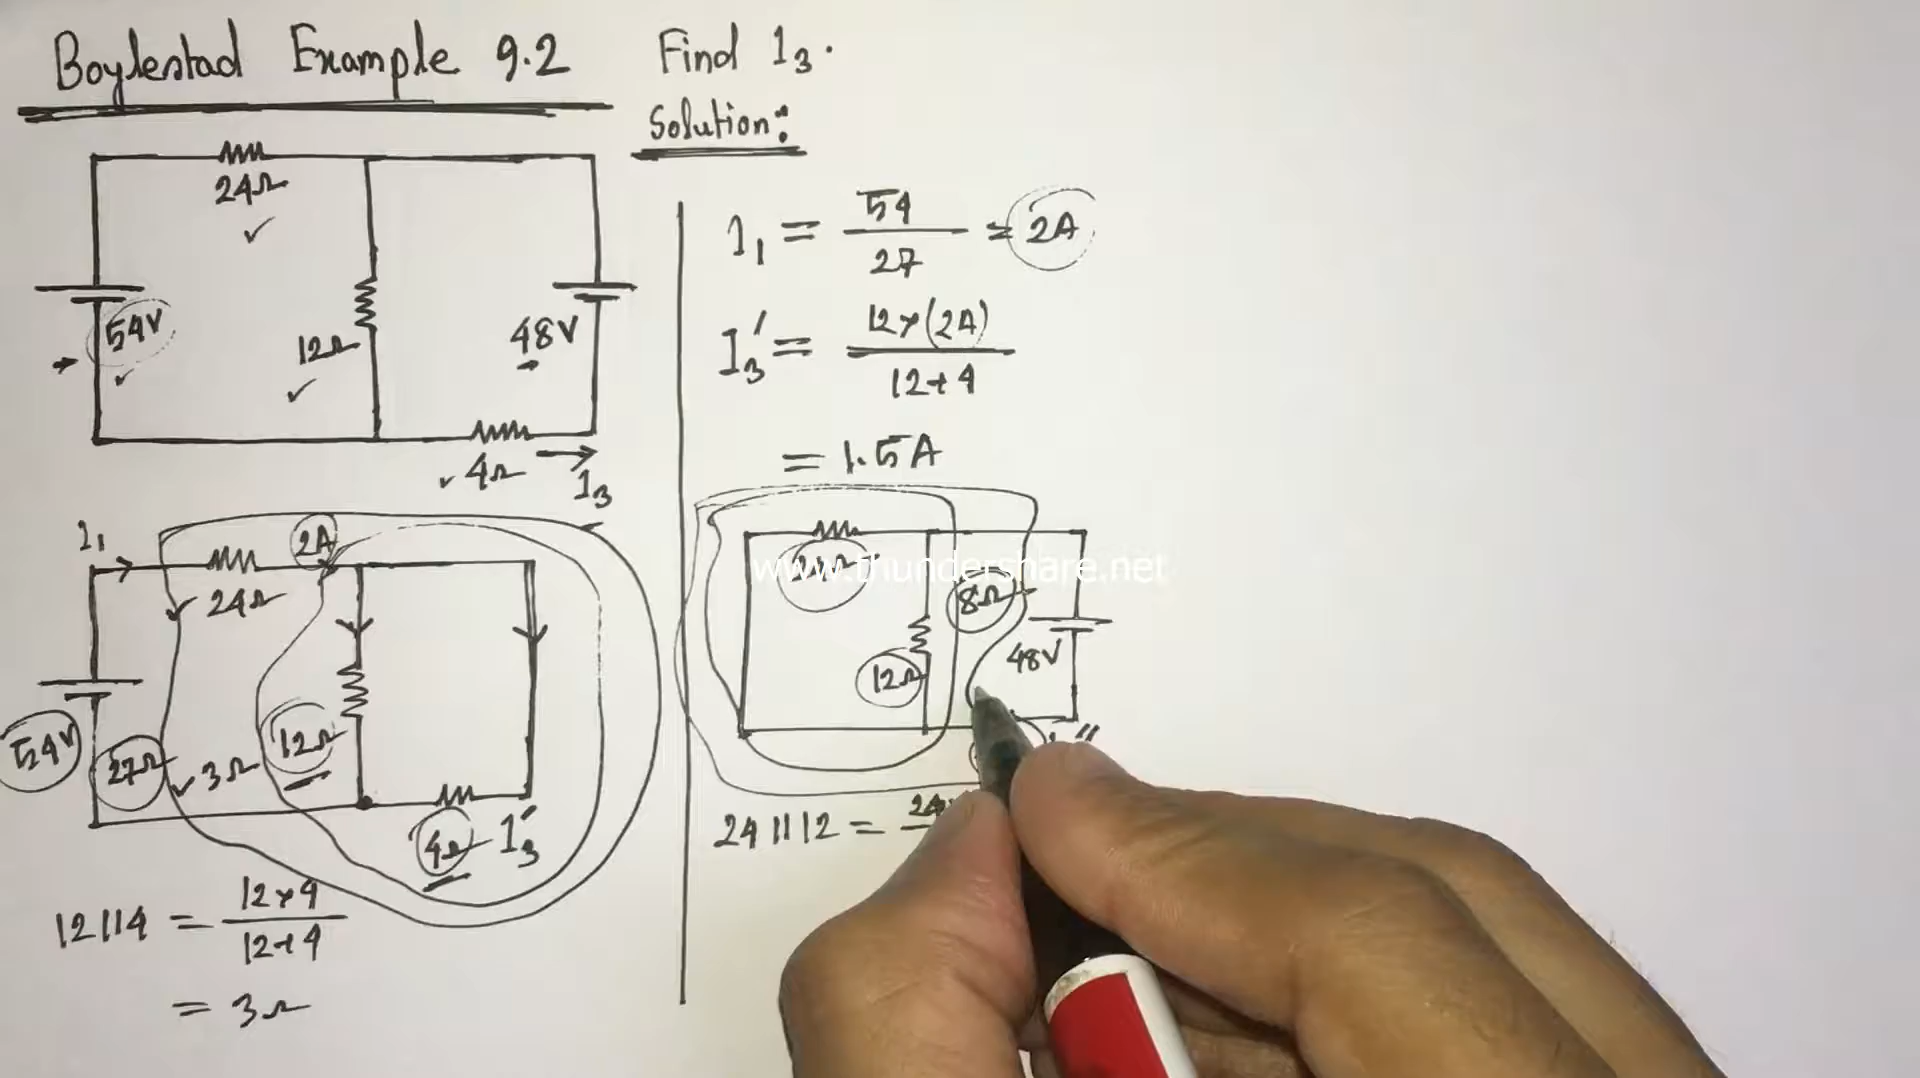 Boylestad Example 9.2
Find I3.
Solution:
24Ω
54V
12Ω
48V
4Ω
I3
I1
2A
24Ω
54V
27Ω
3Ω
12Ω
4Ω
I3'
12||4 = 12×4
12+4
= 3Ω
I1 = 54
27
= 2A
I3' = 12×(2A)
12+4
= 1.5A
www.thundershare.net
8Ω
12Ω
48V
24||12 =